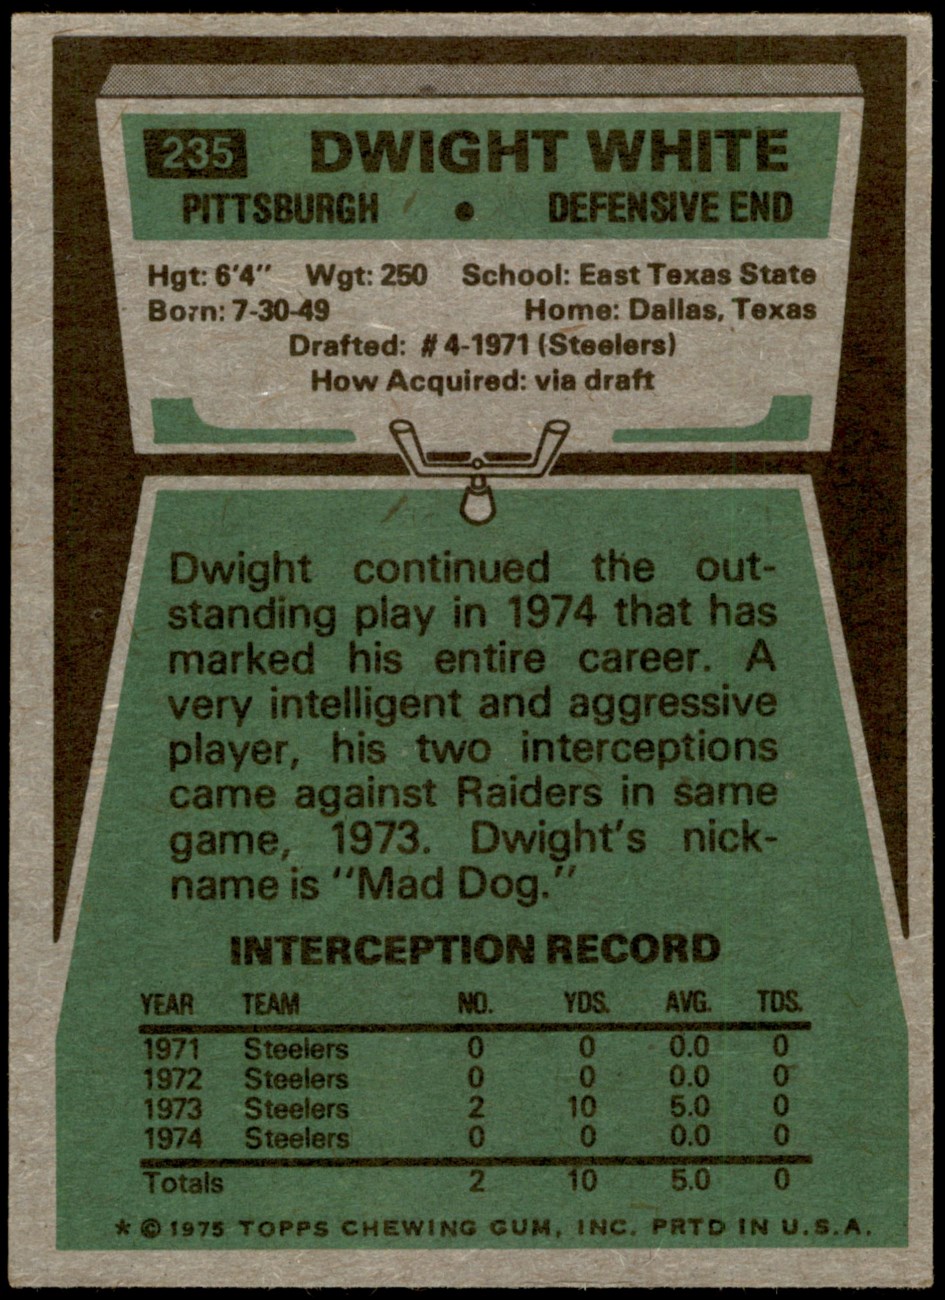 235 DWIGHT WHITE
PITTSBURGH • DEFENSIVE END
Hgt: 6'4" Wgt: 250 School: East Texas State
Born: 7-30-49 Home: Dallas, Texas
Drafted: #4-1971 (Steelers)
How Acquired: via draft
Dwight continued the out-
standing play in 1974 that has
marked his entire career. A
very intelligent and aggressive
player, his two interceptions
came against Raiders in same
game, 1973. Dwight's nick-
name is "Mad Dog."
INTERCEPTION RECORD
YEAR TEAM NO. YDS. AVG. TDS.
1971 Steelers 0 0 0.0 0
1972 Steelers 0 0 0.0 0
1973 Steelers 2 10 5.0 0
1974 Steelers 0 0 0.0 0
Totals 2 10 5.0 0
* © 1975 TOPPS CHEWING GUM, INC. PRTD IN U.S.A.